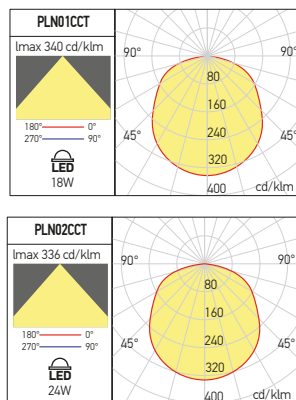 PLN01CCT
Imax 340 cd/klm
180° 0°
270° 90°
LED
18W
90° 90°
80
160
45° 45°
240
320
400 cd/klm
PLN02CCT
Imax 336 cd/klm
180° 0°
270° 90°
LED
24W
90° 90°
80
160
45° 45°
240
320
400 cd/klm